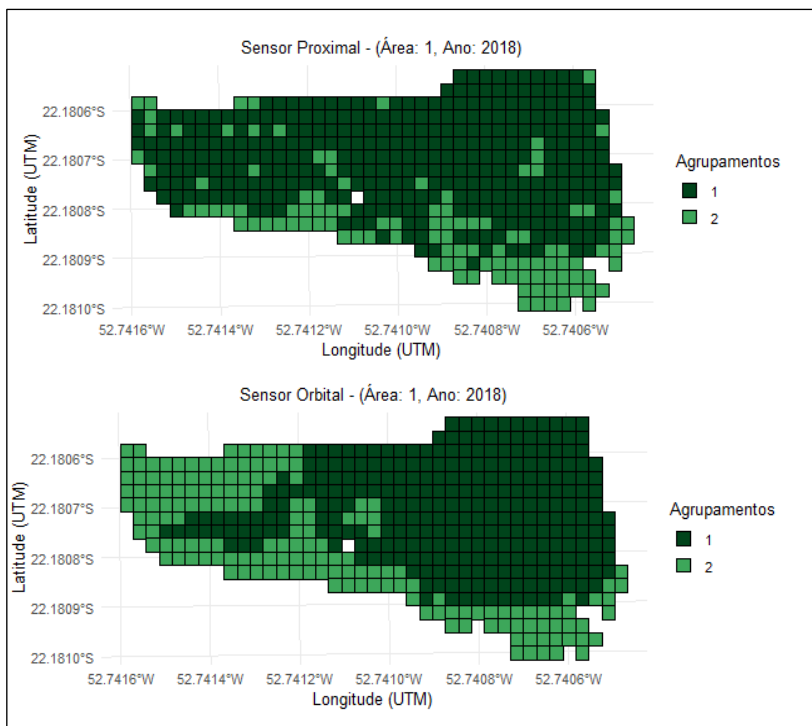 Sensor Proximal - (Área: 1, Ano: 2018)
22.1806°S
22.1807°S
22.1808°S
22.1809°S
22.1810°S
Latitude (UTM)
52.7416°W 52.7414°W 52.7412°W 52.7410°W 52.7408°W 52.7406°W
Longitude (UTM)
Agrupamentos
1
2
Sensor Orbital - (Área: 1, Ano: 2018)
22.1806°S
22.1807°S
22.1808°S
22.1809°S
22.1810°S
Latitude (UTM)
52.7416°W 52.7414°W 52.7412°W 52.7410°W 52.7408°W 52.7406°W
Longitude (UTM)
Agrupamentos
1
2